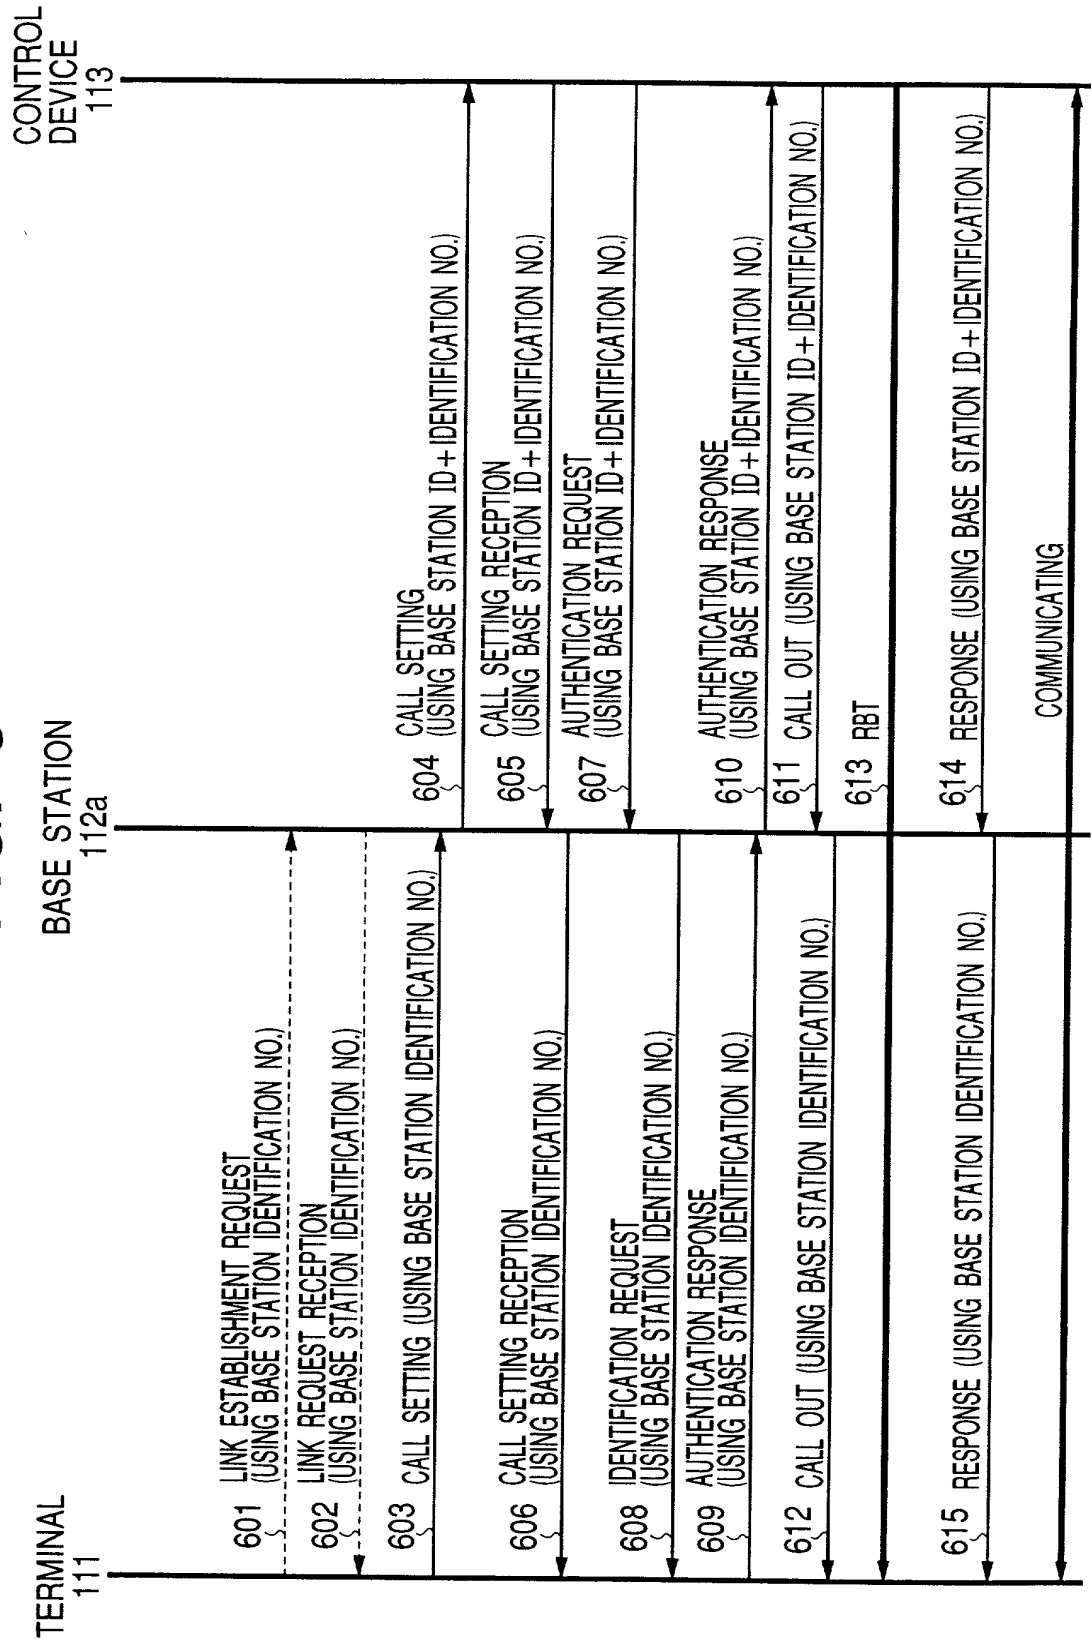 TERMINAL
111
BASE STATION
112a
CONTROL
DEVICE
113
601
LINK ESTABLISHMENT REQUEST
(USING BASE STATION IDENTIFICATION NO.)
602
LINK REQUEST RECEPTION
(USING BASE STATION IDENTIFICATION NO.)
603
CALL SETTING (USING BASE STATION IDENTIFICATION NO.)
604
CALL SETTING
(USING BASE STATION ID+IDENTIFICATION NO.)
605
CALL SETTING RECEPTION
(USING BASE STATION ID+IDENTIFICATION NO.)
606
CALL SETTING RECEPTION
(USING BASE STATION IDENTIFICATION NO.)
607
AUTHENTICATION REQUEST
(USING BASE STATION ID+IDENTIFICATION NO.)
608
IDENTIFICATION REQUEST
(USING BASE STATION IDENTIFICATION NO.)
609
AUTHENTICATION RESPONSE
(USING BASE STATION IDENTIFICATION NO.)
610
AUTHENTICATION RESPONSE
(USING BASE STATION ID+IDENTIFICATION NO.)
611
CALL OUT (USING BASE STATION ID+IDENTIFICATION NO.)
612
CALL OUT (USING BASE STATION IDENTIFICATION NO.)
613
RBT
614
RESPONSE (USING BASE STATION ID+IDENTIFICATION NO.)
615
RESPONSE (USING BASE STATION IDENTIFICATION NO.)
COMMUNICATING